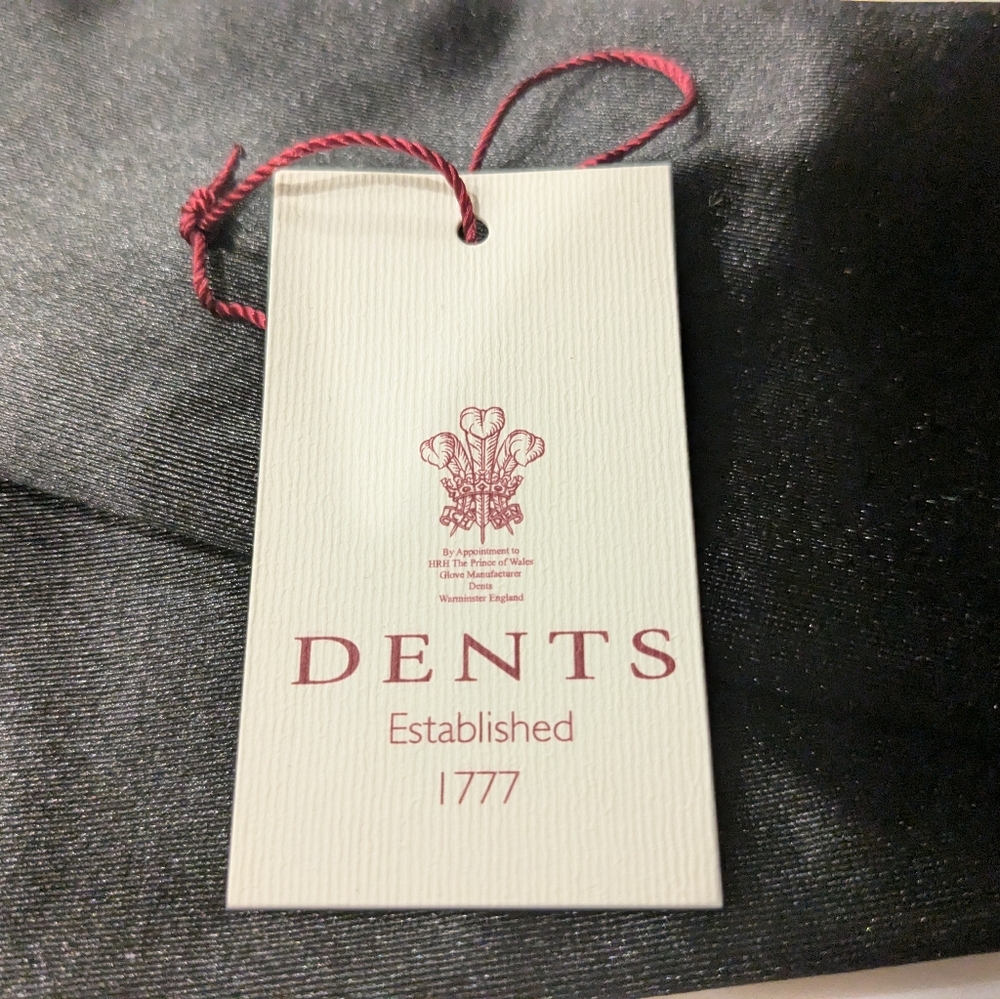 By Appointment to
HRH The Prince of Wales
Glove Manufacturer
Dents
Warminster England
DENTS
Established
1777